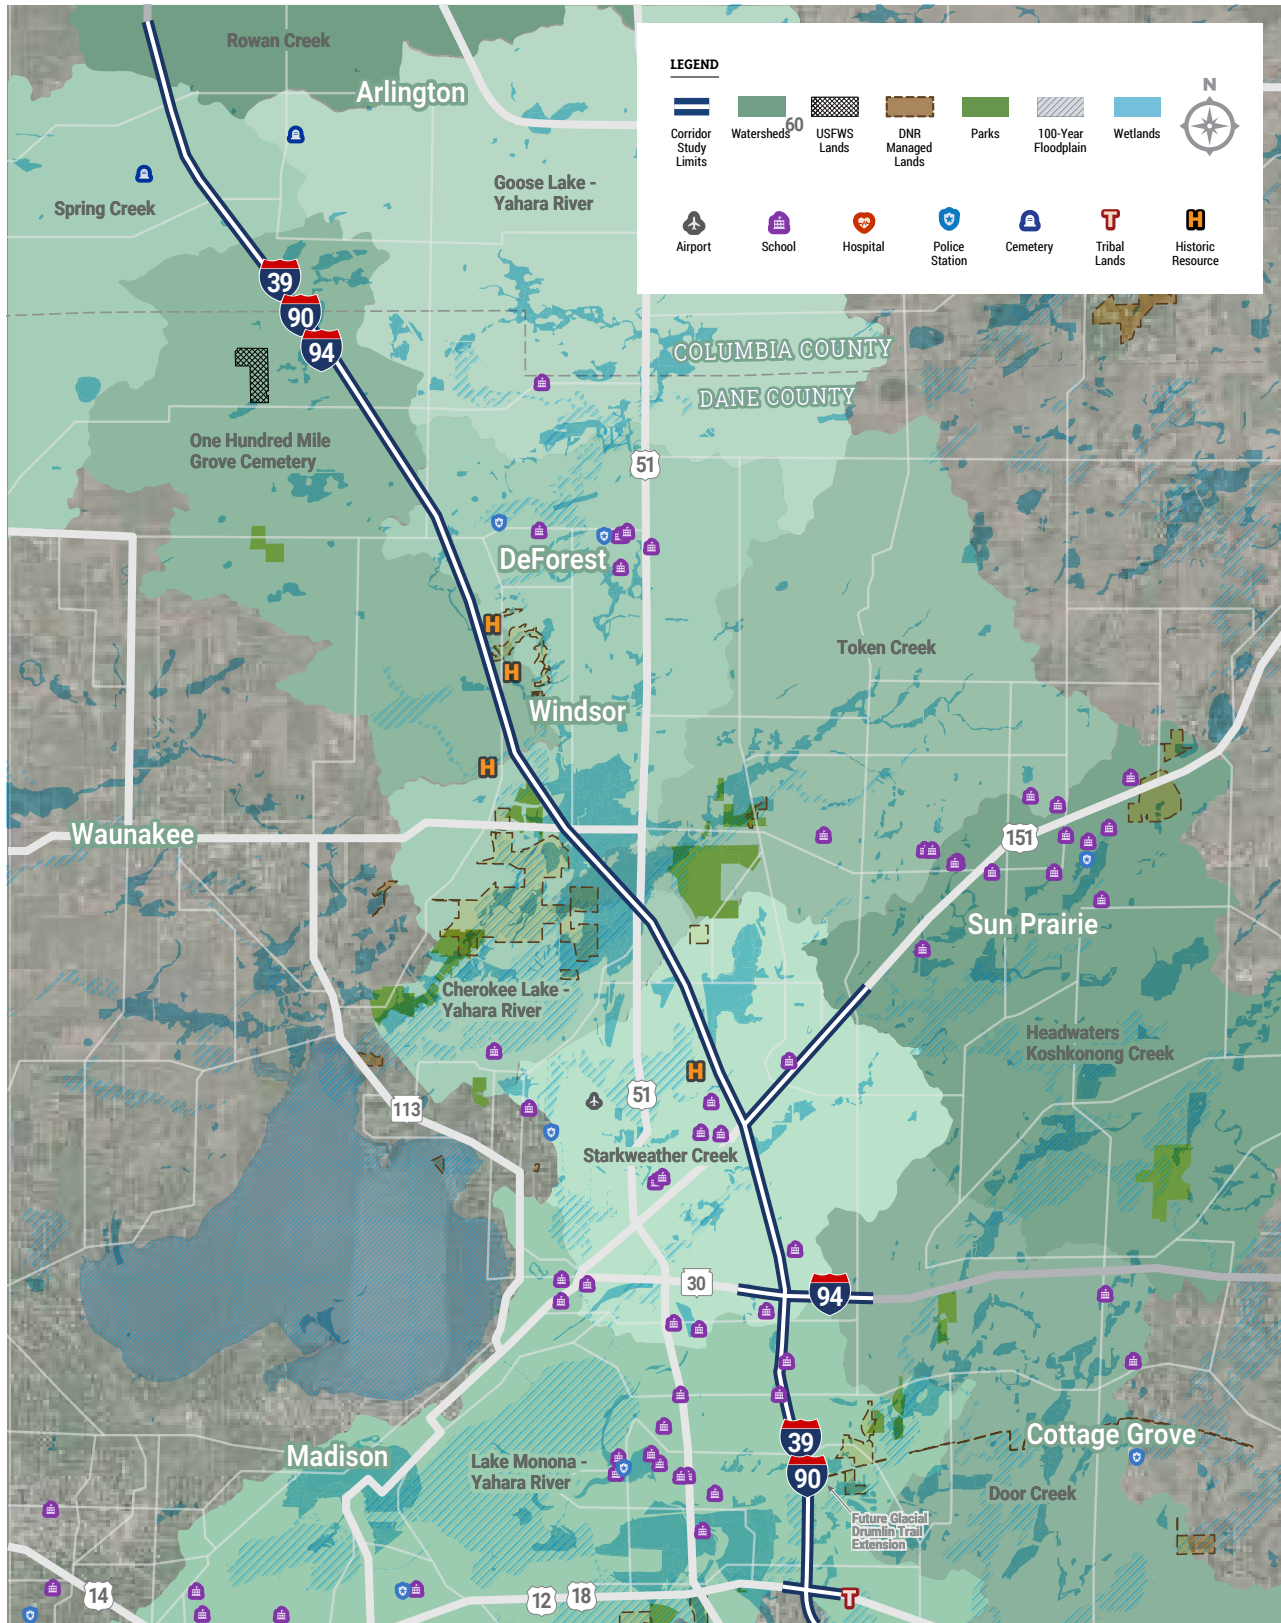 Rowan Creek
Arlington
LEGEND
N
60
Corridor
Study
Limits
Watersheds
USFWS
Lands
DNR
Managed
Lands
Parks
100-Year
Floodplain
Wetlands
Airport
School
Hospital
Police
Station
Cemetery
T
Tribal
Lands
H
Historic
Resource
Spring Creek
Goose Lake -
Yahara River
39
90
94
COLUMBIA COUNTY
DANE COUNTY
One Hundred Mile
Grove Cemetery
51
DeForest
H
H
Token Creek
Windsor
H
Waunakee
151
Sun Prairie
Cherokee Lake -
Yahara River
Headwaters
Koshkonong Creek
H
51
113
Starkweather Creek
30
94
39
Cottage Grove
Madison
Lake Monona -
Yahara River
90
Door Creek
Future Glacial
Drumlin Trail
Extension
14
12
18
T